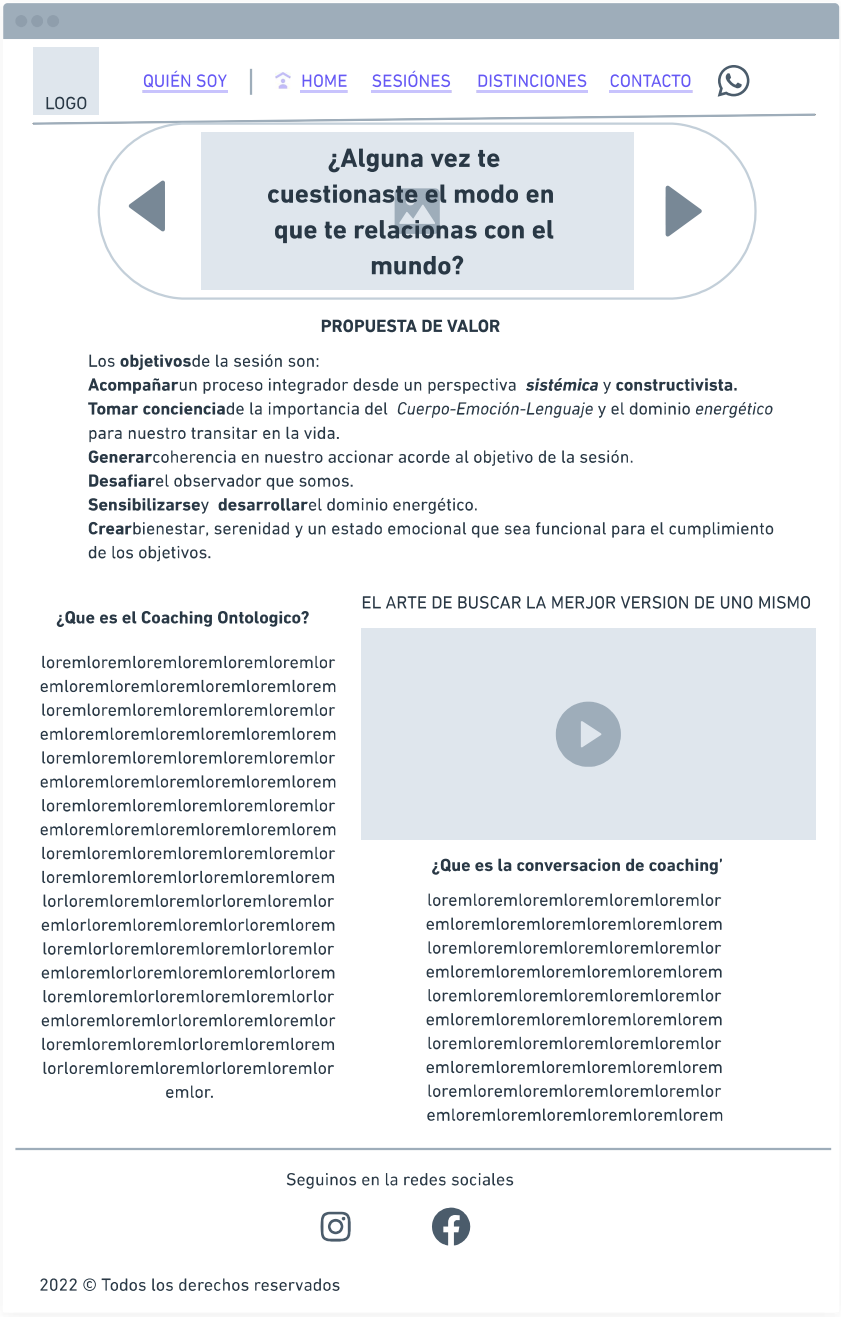 LOGO
QUIÉN SOY
HOME
SESIÓNES
DISTINCIONES
CONTACTO
¿Alguna vez te
cuestionaste el modo en
que te relacionas con el
mundo?
PROPUESTA DE VALOR
Los objetivosde la sesión son:
Acompañarun proceso integrador desde un perspectiva sistémica y constructivista.
Tomar concienciade la importancia del Cuerpo-Emoción-Lenguaje y el dominio energético
para nuestro transitar en la vida.
Generarcoherencia en nuestro accionar acorde al objetivo de la sesión.
Desafiarel observador que somos.
Sensibilizarsey desarrollarel dominio energético.
Crearbienestar, serenidad y un estado emocional que sea funcional para el cumplimiento
de los objetivos.
¿Que es el Coaching Ontologico?
loremloremloremloremloremloremlor
emloremloremloremloremloremlorem
loremloremloremloremloremloremlor
emloremloremloremloremloremlorem
loremloremloremloremloremloremlor
emloremloremloremloremloremlorem
loremloremloremloremloremloremlor
emloremloremloremloremloremlorem
loremloremloremloremloremloremlor
loremloremloremlorloremloremlorem
lorloremloremloremlorloremloremlor
emlorloremloremloremlorloremlorem
loremlorloremloremloremlorloremlor
emloremlorloremloremloremlorlorem
loremloremlorloremloremloremlorlor
emloremloremlorloremloremloremlor
loremloremloremlorloremloremlorem
lorloremloremloremlorloremloremlor
emlor.
EL ARTE DE BUSCAR LA MERJOR VERSION DE UNO MISMO
¿Que es la conversacion de coaching'
loremloremloremloremloremloremlor
emloremloremloremloremloremlorem
loremloremloremloremloremloremlor
emloremloremloremloremloremlorem
loremloremloremloremloremloremlor
emloremloremloremloremloremlorem
loremloremloremloremloremloremlor
emloremloremloremloremloremlorem
loremloremloremloremloremloremlor
emloremloremloremloremloremlorem
Seguinos en la redes sociales
2022 © Todos los derechos reservados